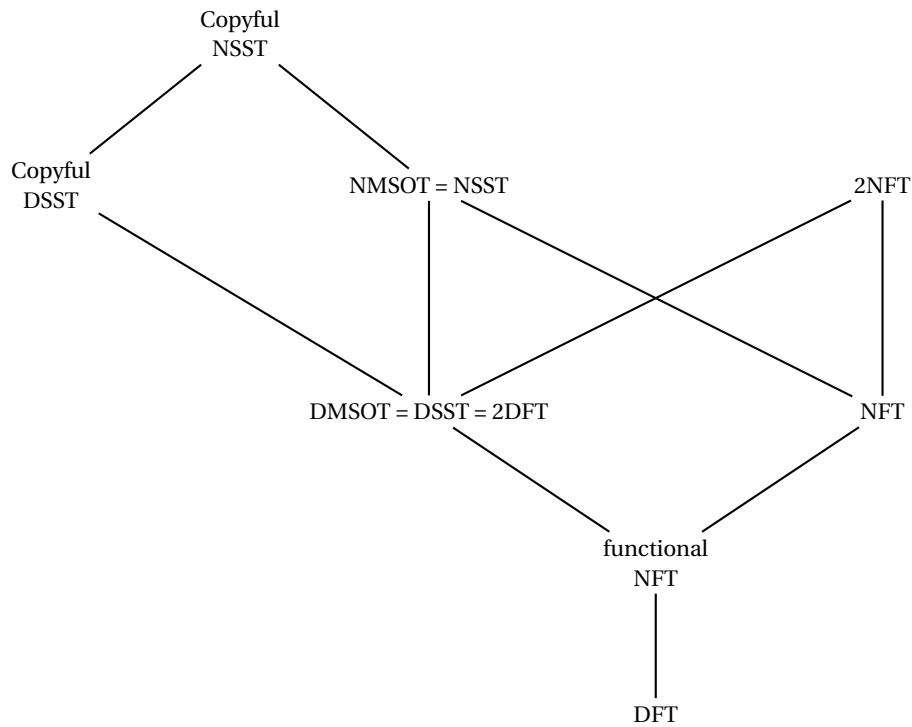 Copyful
NSST
Copyful
DSST
NMSOT = NSST
2NFT
DMSOT = DSST = 2DFT
NFT
functional
NFT
DFT